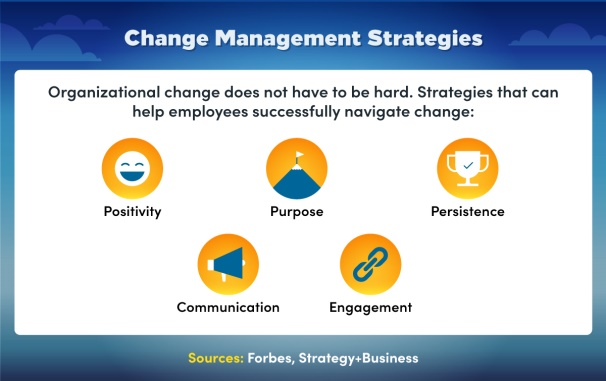 Change Management Strategies
Organizational change does not have to be hard. Strategies that can
help employees successfully navigate change:
Positivity
Purpose
Persistence
Communication
Engagement
Sources: Forbes, Strategy+Business